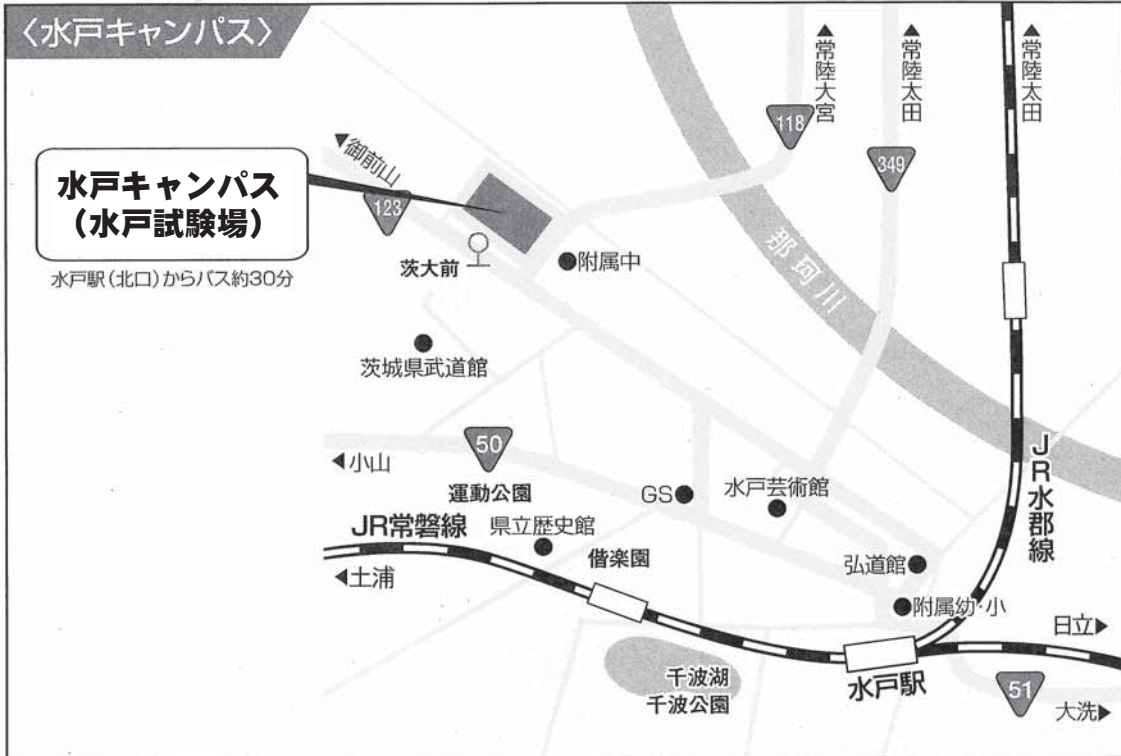 〈水戸キャンパス〉
水戸キャンパス
(水戸試験場)
水戸駅(北口)からバス約30分
▲常陸大宮
▲常陸太田
▲常陸太田
118
349
◀御前山
123
茨大前
附属中
那珂川
茨城県武道館
50
◀小山
運動公園
GS
水戸芸術館
JR水郡線
JR常磐線
県立歴史館
偕楽園
◀土浦
弘道館
附属幼・小
日立▶
千波湖
千波公園
水戸駅
51
大洗▶